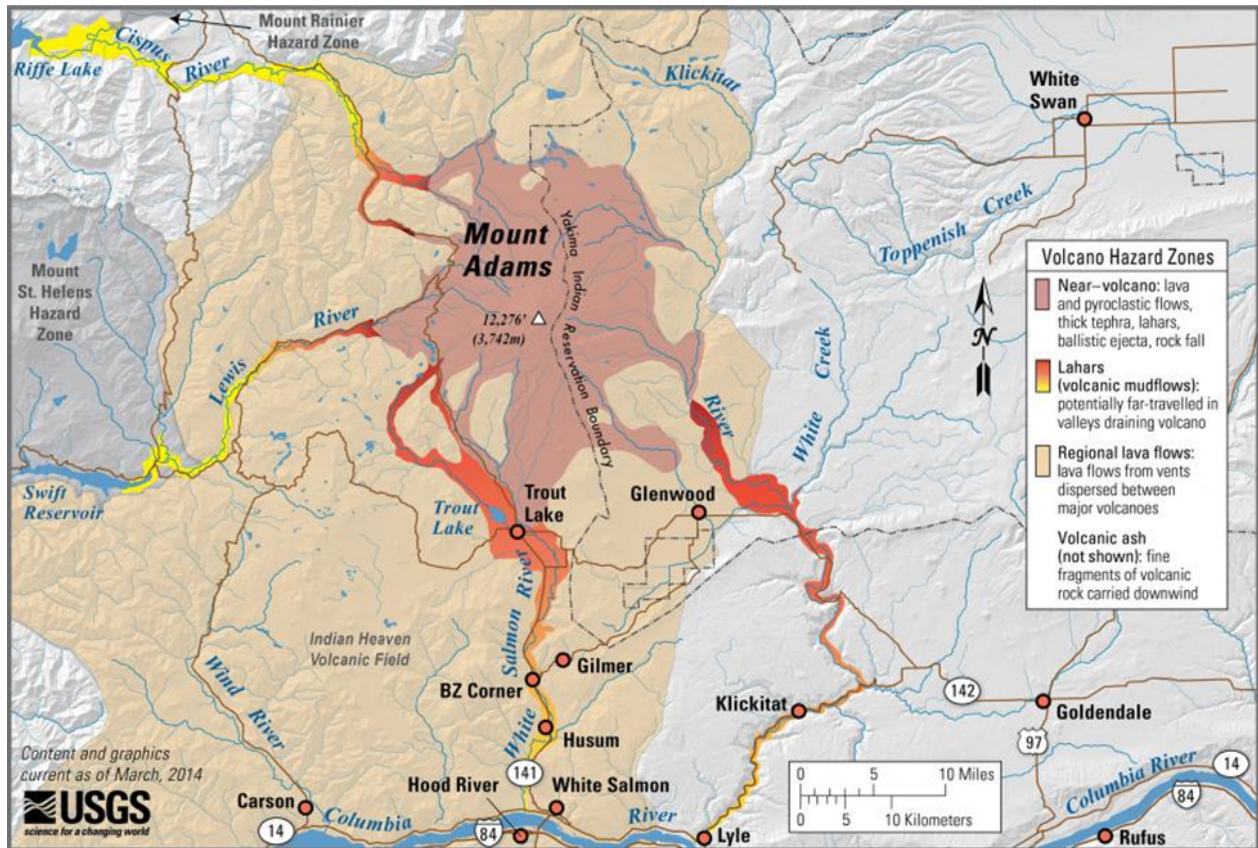 Mount Rainier
Hazard Zone
Cispus
River
Riffe Lake
Klickitat
White
Swan
Toppenish Creek
Mount
Adams
Yakima Indian Reservation Boundary
12,276'
(3,742m)
Mount
St. Helens
Hazard
Zone
River
Lewis
Creek
White
River
N
Volcano Hazard Zones
Near–volcano: lava
and pyroclastic flows,
thick tephra, lahars,
ballistic ejecta, rock fall
Lahars
(volcanic mudflows):
potentially far-travelled in
valleys draining volcano
Regional lava flows:
lava flows from vents
dispersed between
major volcanoes
Volcanic ash
(not shown): fine
fragments of volcanic
rock carried downwind
Swift
Reservoir
Trout
Lake
Trout
Lake
Glenwood
River
Salmon
White
Indian Heaven
Volcanic Field
Wind
River
Gilmer
BZ Corner
Husum
141
Klickitat
142
Goldendale
97
Content and graphics
current as of March, 2014
USGS
science for a changing world
Carson
14
Columbia
Hood River
84
White Salmon
River
Lyle
0 5 10 Miles
0 5 10 Kilometers
Columbia River
14
84
Rufus